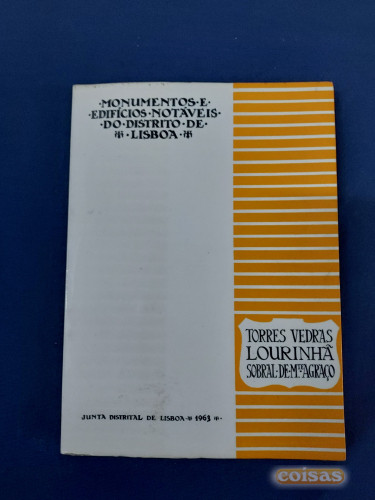 ·MONUMENTOS·E·
·EDIFÍCIOS·NOTÁVEIS·
·DO·DISTRITO·DE·
·LISBOA·
TORRES VEDRAS
LOURINHÃ
SOBRAL·DE·MTE AGRAÇO
JUNTA DISTRITAL DE LISBOA·1963·
coisas